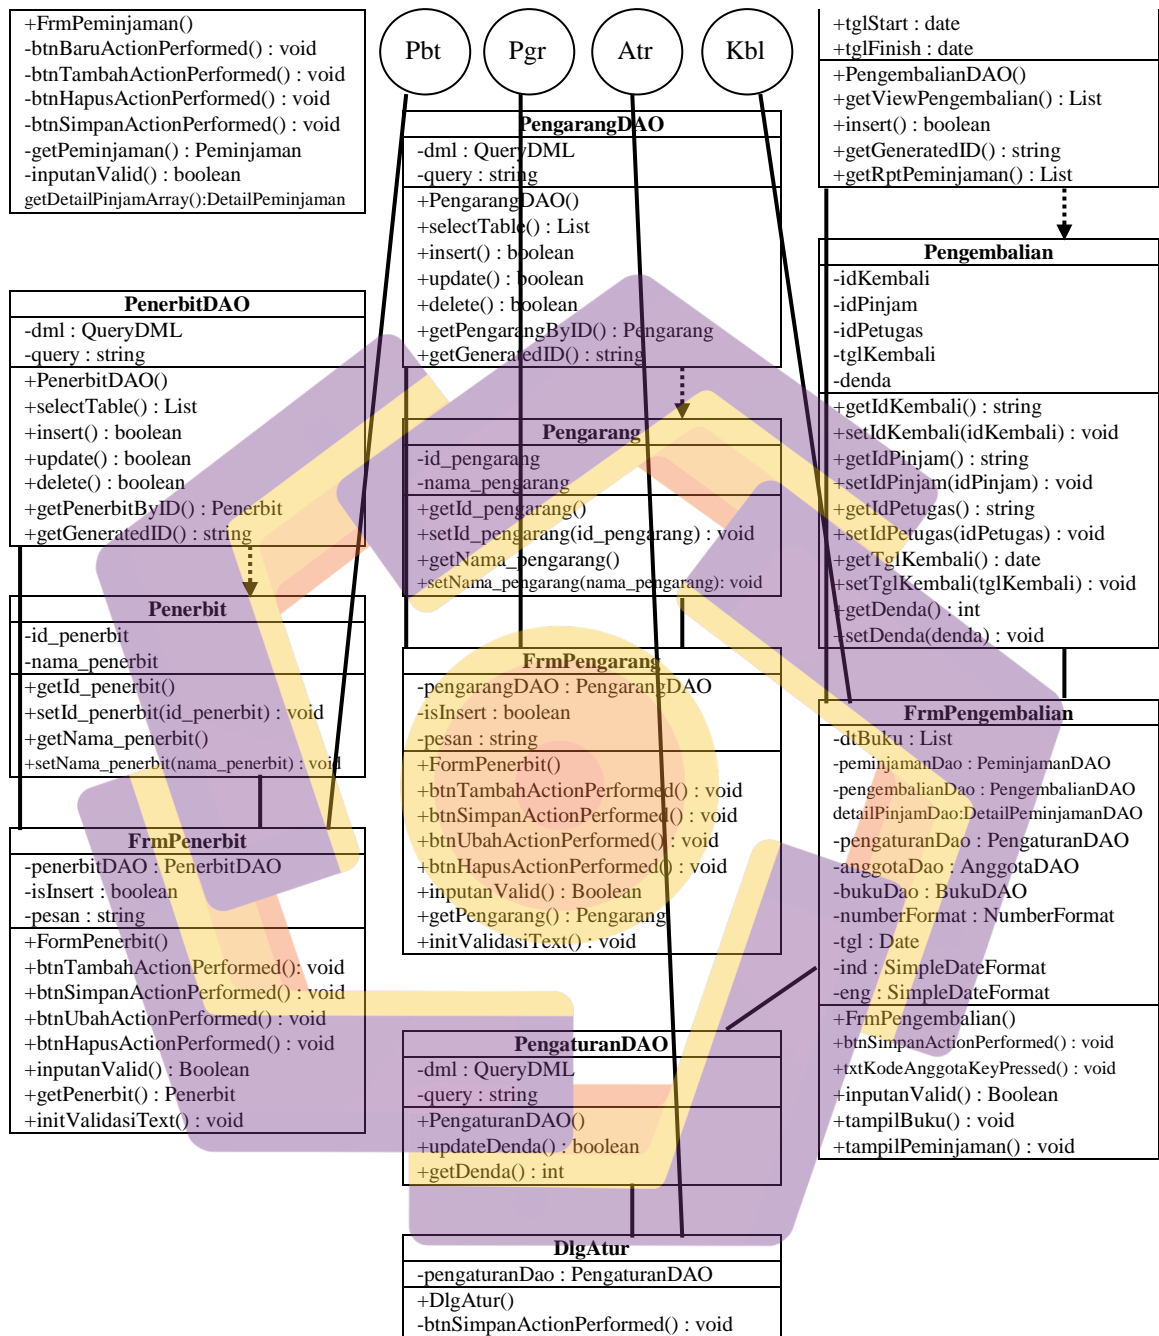 +FrmPeminjaman()
-btnBaruActionPerformed() : void
-btnTambahActionPerformed() : void
-btnHapusActionPerformed() : void
-btnSimpanActionPerformed() : void
-getPeminjaman() : Peminjaman
-inputanValid() : boolean
getDetailPinjamArray():DetailPeminjaman
Pbt
Pgr
Atr
Kbl
+tglStart : date
+tglFinish : date
+PengembalianDAO()
+getViewPengembalian() : List
+insert() : boolean
+getGeneratedID() : string
+getRptPeminjaman() : List
PengarangDAO
-dml : QueryDML
-query : string
+PengarangDAO()
+selectTable() : List
+insert() : boolean
+update() : boolean
+delete() : boolean
+getPengarangByID() : Pengarang
+getGeneratedID() : string
Pengembalian
-idKembali
-idPinjam
-idPetugas
-tglKembali
-denda
+getIdKembali() : string
+setIdKembali(idKembali) : void
+getIdPinjam() : string
+setIdPinjam(idPinjam) : void
+getIdPetugas() : string
+setIdPetugas(idPetugas) : void
+getTglKembali() : date
+setTglKembali(tglKembali) : void
+getDenda() : int
+setDenda(denda) : void
PenerbitDAO
-dml : QueryDML
-query : string
+PenerbitDAO()
+selectTable() : List
+insert() : boolean
+update() : boolean
+delete() : boolean
+getPenerbitByID() : Penerbit
+getGeneratedID() : string
Pengarang
-id_pengarang
-nama_pengarang
+getId_pengarang()
+setId_pengarang(id_pengarang) : void
+getNama_pengarang()
+setNama_pengarang(nama_pengarang): void
Penerbit
-id_penerbit
-nama_penerbit
+getId_penerbit()
+setId_penerbit(id_penerbit) : void
+getNama_penerbit()
+setNama_penerbit(nama_penerbit) : void
FrmPengarang
-pengarangDAO : PengarangDAO
-isInsert : boolean
-pesan : string
+FormPenerbit()
+btnTambahActionPerformed() : void
+btnSimpanActionPerformed() : void
+btnUbahActionPerformed() : void
+btnHapusActionPerformed() : void
+inputanValid() : Boolean
+getPengarang() : Pengarang
+initValidasiText() : void
FrmPengembalian
-dtBuku : List
-peminjamanDao : PeminjamanDAO
-pengembalianDao : PengembalianDAO
detailPinjamDao:DetailPeminjamanDAO
-pengaturanDao : PengaturanDAO
-anggotaDao : AnggotaDAO
-bukuDao : BukuDAO
-numberFormat : NumberFormat
-tgl : Date
-ind : SimpleDateFormat
-eng : SimpleDateFormat
+FrmPengembalian()
+btnSimpanActionPerformed() : void
+txtKodeAnggotaKeyPressed() : void
+inputanValid() : Boolean
+tampilBuku() : void
+tampilPeminjaman() : void
FrmPenerbit
-penerbitDAO : PenerbitDAO
-isInsert : boolean
-pesan : string
+FormPenerbit()
+btnTambahActionPerformed(): void
+btnSimpanActionPerformed() : void
+btnUbahActionPerformed() : void
+btnHapusActionPerformed() : void
+inputanValid() : Boolean
+getPenerbit() : Penerbit
+initValidasiText() : void
PengaturanDAO
-dml : QueryDML
-query : string
+PengaturanDAO()
+updateDenda() : boolean
+getDenda() : int
DlgAtur
-pengaturanDao : PengaturanDAO
+DlgAtur()
-btnSimpanActionPerformed() : void